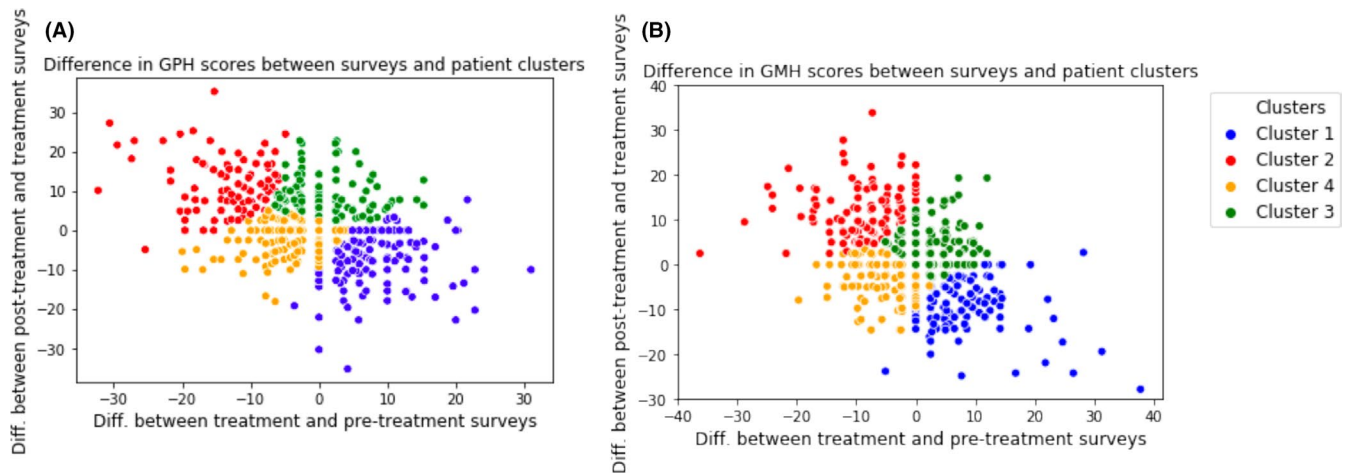 (A)
Difference in GPH scores between surveys and patient clusters
Diff. between post-treatment and treatment surveys
30
20
10
0
−10
−20
−30
−30 −20 −10 0 10 20 30
Diff. between treatment and pre-treatment surveys
(B)
Difference in GMH scores between surveys and patient clusters
Diff. between post-treatment and treatment surveys
40
30
20
10
0
−10
−20
−30
−40 −30 −20 −10 0 10 20 30 40
Diff. between treatment and pre-treatment surveys
Clusters
Cluster 1
Cluster 2
Cluster 4
Cluster 3